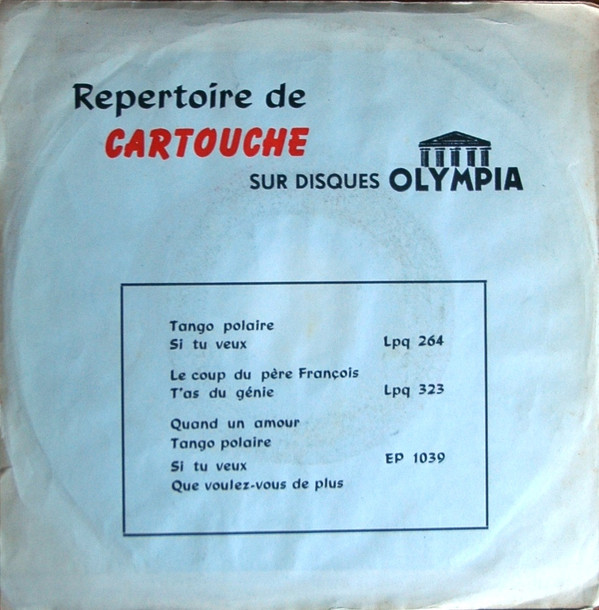 Repertoire de
CARTOUCHE
SUR DISQUES OLYMPIA
Tango polaire
Si tu veux Lpq 264
Le coup du père François
T'as du génie Lpq 323
Quand un amour
Tango polaire
EP 1039
Si tu veux
Que voulez-vous de plus